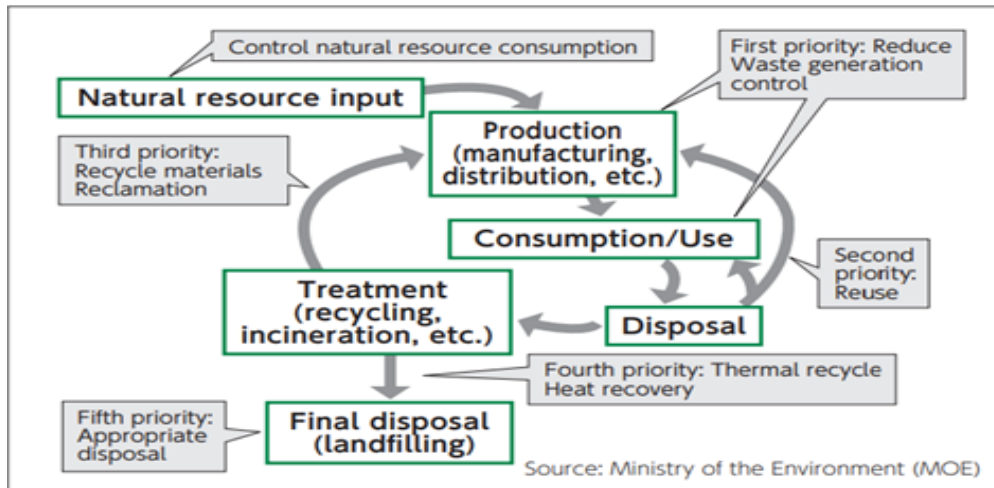 Control natural resource consumption
First priority: Reduce
Waste generation
control
Natural resource input
Production
(manufacturing,
distribution, etc.)
Third priority:
Recycle materials
Reclamation
Consumption/Use
Second
priority:
Reuse
Treatment
(recycling,
incineration, etc.)
Disposal
Fourth priority: Thermal recycle
Heat recovery
Fifth priority:
Appropriate
disposal
Final disposal
(landfilling)
Source: Ministry of the Environment (MOE)